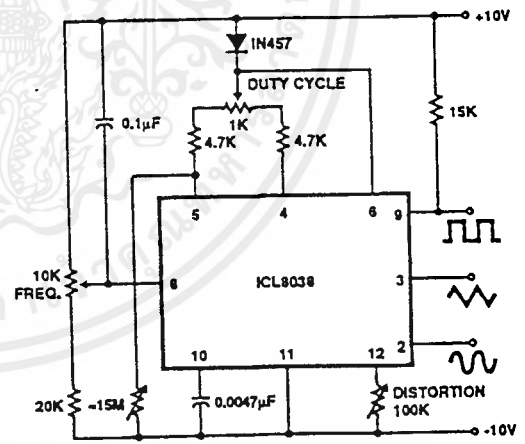 +10V
IN457
DUTY CYCLE
15K
0.1µF
1K
4.7K
4.7K
5
4
6
9
10K
FREQ.
8
ICL8038
3
2
10
11
12
20K
~15M
0.0047µF
DISTORTION
100K
-10V